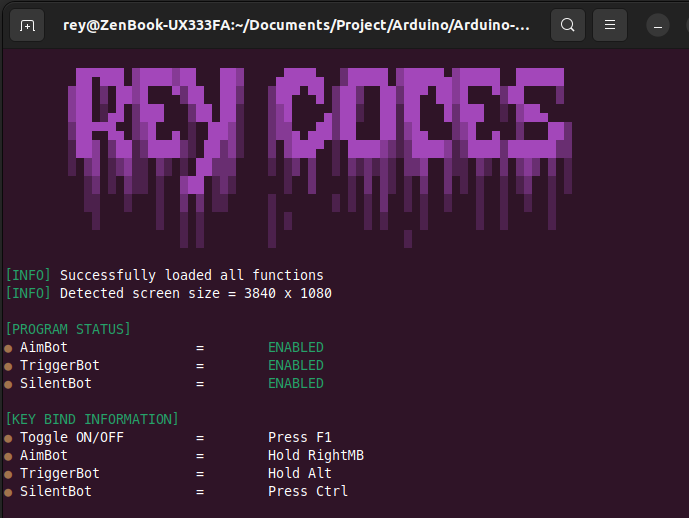 rey@ZenBook-UX333FA:~/Documents/Project/Arduino/Arduino-...
REY CODES
[INFO] Successfully loaded all functions
[INFO] Detected screen size = 3840 x 1080
[PROGRAM STATUS]
● AimBot = ENABLED
● TriggerBot = ENABLED
● SilentBot = ENABLED
[KEY BIND INFORMATION]
● Toggle ON/OFF = Press F1
● AimBot = Hold RightMB
● TriggerBot = Hold Alt
● SilentBot = Press Ctrl